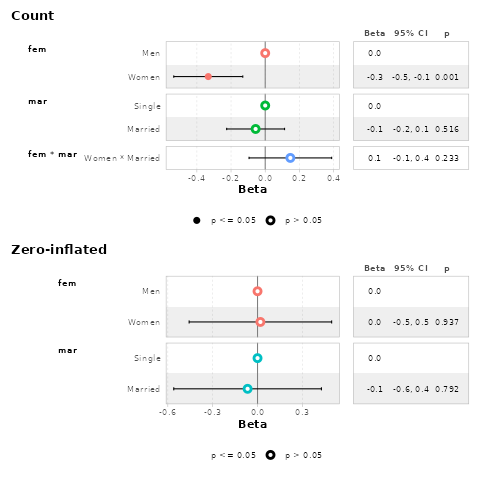 Count
Beta 95% CI p
fem
Men 0.0
Women -0.3 -0.5, -0.1 0.001
mar
Single 0.0
Married -0.1 -0.2, 0.1 0.516
fem * mar Women * Married 0.1 -0.1, 0.4 0.233
-0.4 -0.2 0.0 0.2 0.4
Beta
p <= 0.05 p > 0.05
Zero-inflated
Beta 95% CI p
fem
Men 0.0
Women 0.0 -0.5, 0.5 0.937
mar
Single 0.0
Married -0.1 -0.6, 0.4 0.792
-0.6 -0.3 0.0 0.3
Beta
p <= 0.05 p > 0.05